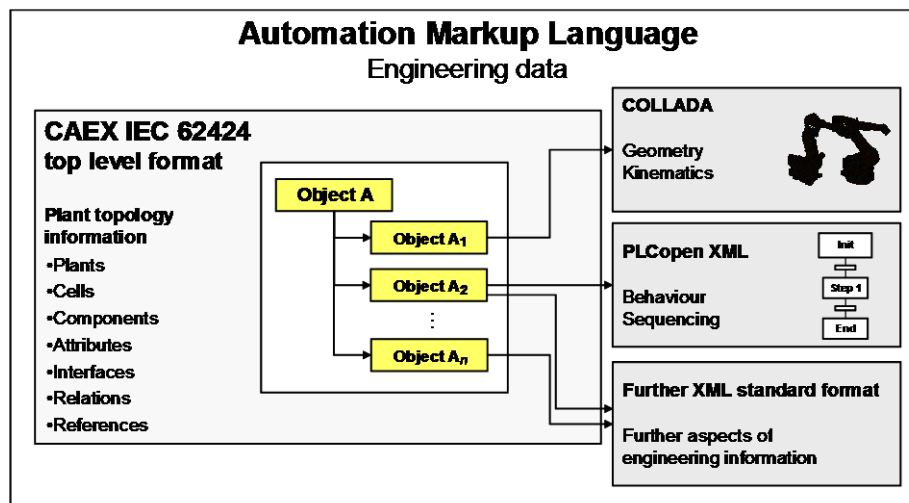 Automation Markup Language
Engineering data
CAEX IEC 62424
top level format
Plant topology
information
•Plants
•Cells
•Components
•Attributes
•Interfaces
•Relations
•References
Object A
Object A₁
Object A₂
⋮
Object Aₙ
COLLADA
Geometry
Kinematics
PLCopen XML
Behaviour
Sequencing
Init
Step 1
End
Further XML standard format
Further aspects of
engineering information